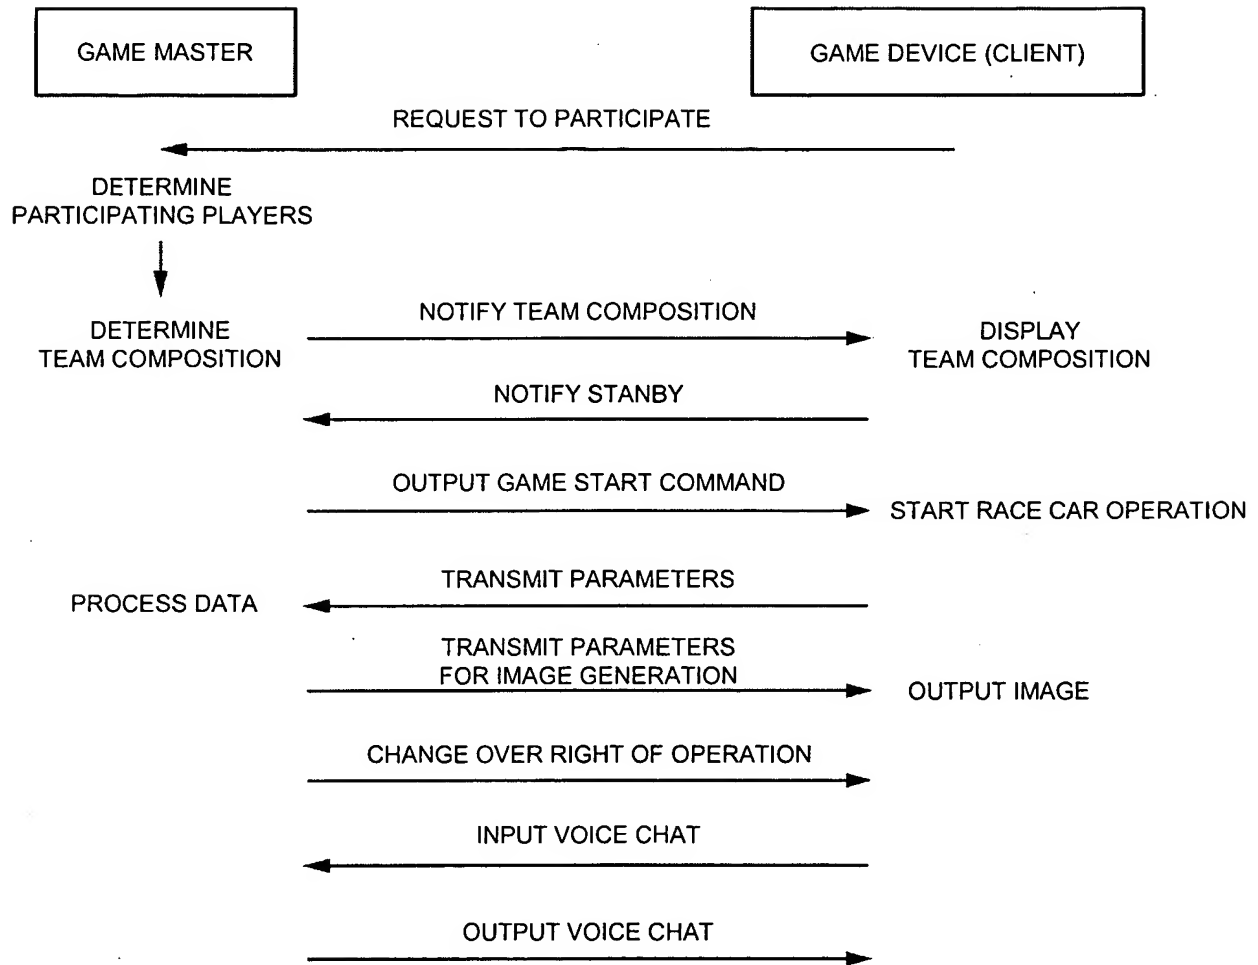 GAME MASTER
GAME DEVICE (CLIENT)
REQUEST TO PARTICIPATE
DETERMINE
PARTICIPATING PLAYERS
NOTIFY TEAM COMPOSITION
DETERMINE
TEAM COMPOSITION
DISPLAY
TEAM COMPOSITION
NOTIFY STANBY
OUTPUT GAME START COMMAND
START RACE CAR OPERATION
TRANSMIT PARAMETERS
PROCESS DATA
TRANSMIT PARAMETERS
FOR IMAGE GENERATION
OUTPUT IMAGE
CHANGE OVER RIGHT OF OPERATION
INPUT VOICE CHAT
OUTPUT VOICE CHAT